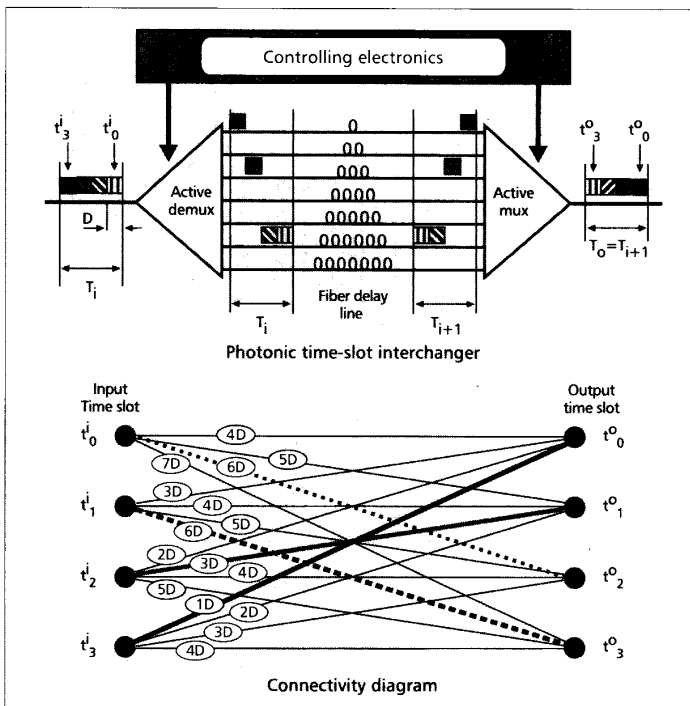 Controlling electronics
t^i_3 t^i_0 t^o_3 t^o_0
Active demux
Active mux
0
00
000
0000
00000
000000
0000000
D
T_i
T_i
Fiber delay line
T_{i+1}
T_o=T_{i+1}
Photonic time-slot interchanger
Input Time slot
Output time slot
t^i_0 4D t^o_0
5D
7D 6D
3D
t^i_1 4D t^o_1
5D
6D
2D
3D
t^i_2 4D t^o_2
5D
1D
2D
3D
t^i_3 4D t^o_3
Connectivity diagram